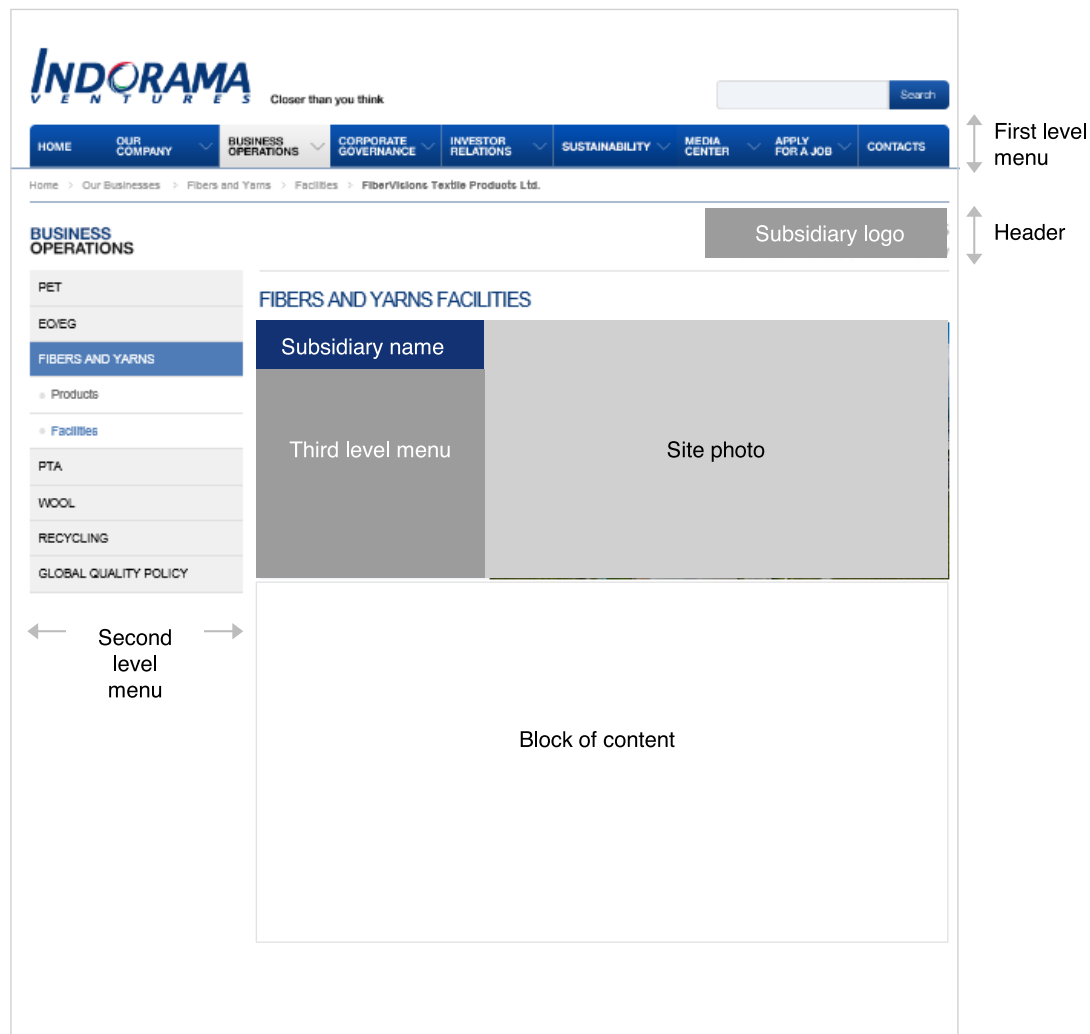 INDORAMA
VENTURES
Closer than you think
Search
HOME
OUR
COMPANY
BUSINESS
OPERATIONS
CORPORATE
GOVERNANCE
INVESTOR
RELATIONS
SUSTAINABILITY
MEDIA
CENTER
APPLY
FOR A JOB
CONTACTS
First level
menu
Home > Our Businesses > Fibers and Yarns > Facilities > FiberVisions Textile Products Ltd.
Subsidiary logo
Header
BUSINESS
OPERATIONS
PET
EO/EG
FIBERS AND YARNS
Products
Facilities
PTA
WOOL
RECYCLING
GLOBAL QUALITY POLICY
Second
level
menu
FIBERS AND YARNS FACILITIES
Subsidiary name
Third level menu
Site photo
Block of content